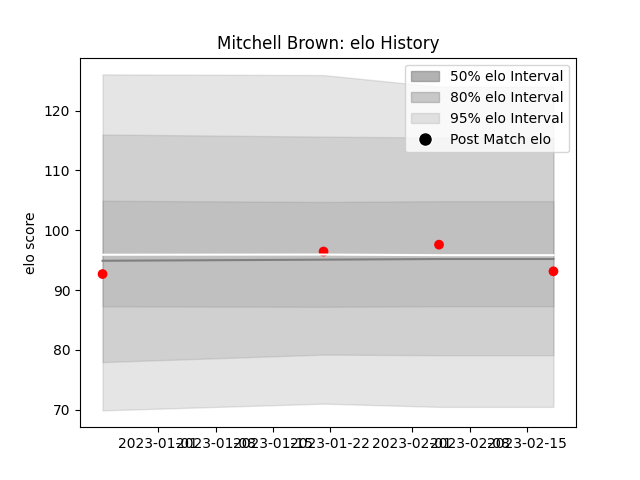 Mitchell Brown: elo History
50% elo Interval
80% elo Interval
95% elo Interval
Post Match elo
elo score
120
110
100
90
80
70
2023-01-01 2023-01-08 2023-01-15 2023-01-22 2023-02-01 2023-02-08 2023-02-15